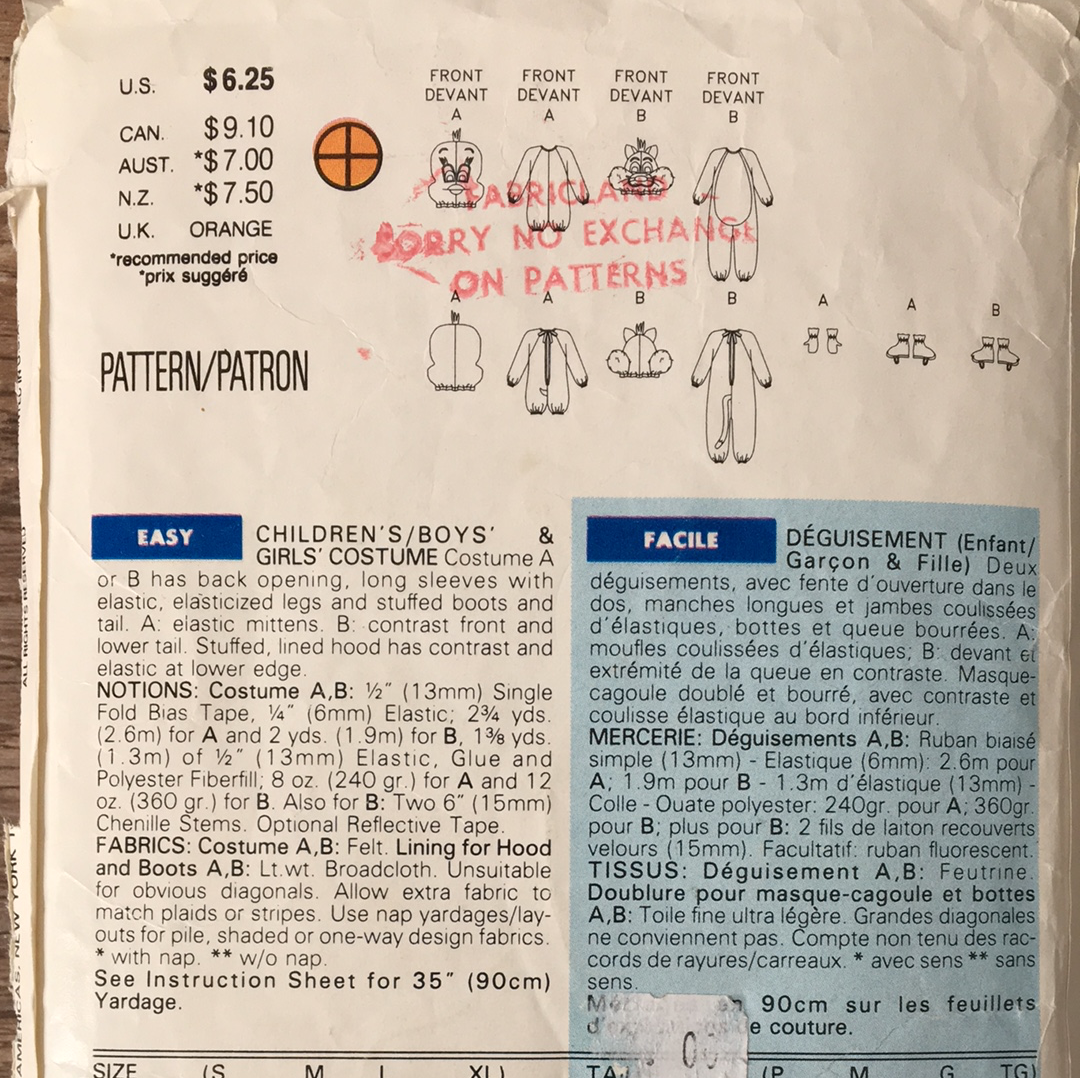 U.S. $6.25
CAN. $9.10
AUST. *$7.00
N.Z. *$7.50
U.K. ORANGE
*recommended price
*prix suggéré
FRONT FRONT FRONT FRONT
DEVANT DEVANT DEVANT DEVANT
A A B B
FABRICLAND
SORRY NO EXCHANGE
ON PATTERNS
A A B B A A B
PATTERN/PATRON
EASY
CHILDREN'S/BOYS' &
GIRLS' COSTUME Costume A
or B has back opening, long sleeves with
elastic, elasticized legs and stuffed boots and
tail. A: elastic mittens. B: contrast front and
lower tail. Stuffed, lined hood has contrast and
elastic at lower edge.
NOTIONS: Costume A,B: ½" (13mm) Single
Fold Bias Tape, ¼" (6mm) Elastic; 2¾ yds.
(2.6m) for A and 2 yds. (1.9m) for B, 1⅜ yds.
(1.3m) of ½" (13mm) Elastic, Glue and
Polyester Fiberfill; 8 oz. (240 gr.) for A and 12
oz. (360 gr.) for B. Also for B: Two 6" (15mm)
Chenille Stems. Optional Reflective Tape.
FABRICS: Costume A,B: Felt. Lining for Hood
and Boots A,B: Lt.wt. Broadcloth. Unsuitable
for obvious diagonals. Allow extra fabric to
match plaids or stripes. Use nap yardages/lay-
outs for pile, shaded or one-way design fabrics.
* with nap. ** w/o nap.
See Instruction Sheet for 35" (90cm)
Yardage.
FACILE
DÉGUISEMENT (Enfant/
Garçon & Fille) Deux
déguisements, avec fente d'ouverture dans le
dos, manches longues et jambes coulissées
d'élastiques, bottes et queue bourrées. A:
moufles coulissées d'élastiques; B: devant et
extrémité de la queue en contraste. Masque-
cagoule doublé et bourré, avec contraste et
coulisse élastique au bord inférieur.
MERCERIE: Déguisements A,B: Ruban biaisé
simple (13mm) - Elastique (6mm): 2.6m pour
A; 1.9m pour B - 1.3m d'élastique (13mm) -
Colle - Ouate polyester: 240gr. pour A; 360gr.
pour B; plus pour B: 2 fils de laiton recouverts
velours (15mm). Facultatif: ruban fluorescent.
TISSUS: Déguisement A,B: Feutrine.
Doublure pour masque-cagoule et bottes
A,B: Toile fine ultra légère. Grandes diagonales
ne conviennent pas. Compte non tenu des rac-
cords de rayures/carreaux. * avec sens ** sans
sens.
90cm sur les feuillets
couture.
SIZE (S M L XL)
(P M G TG)
ALL RIGHTS RESERVED
AMERICAS, NEW YORK